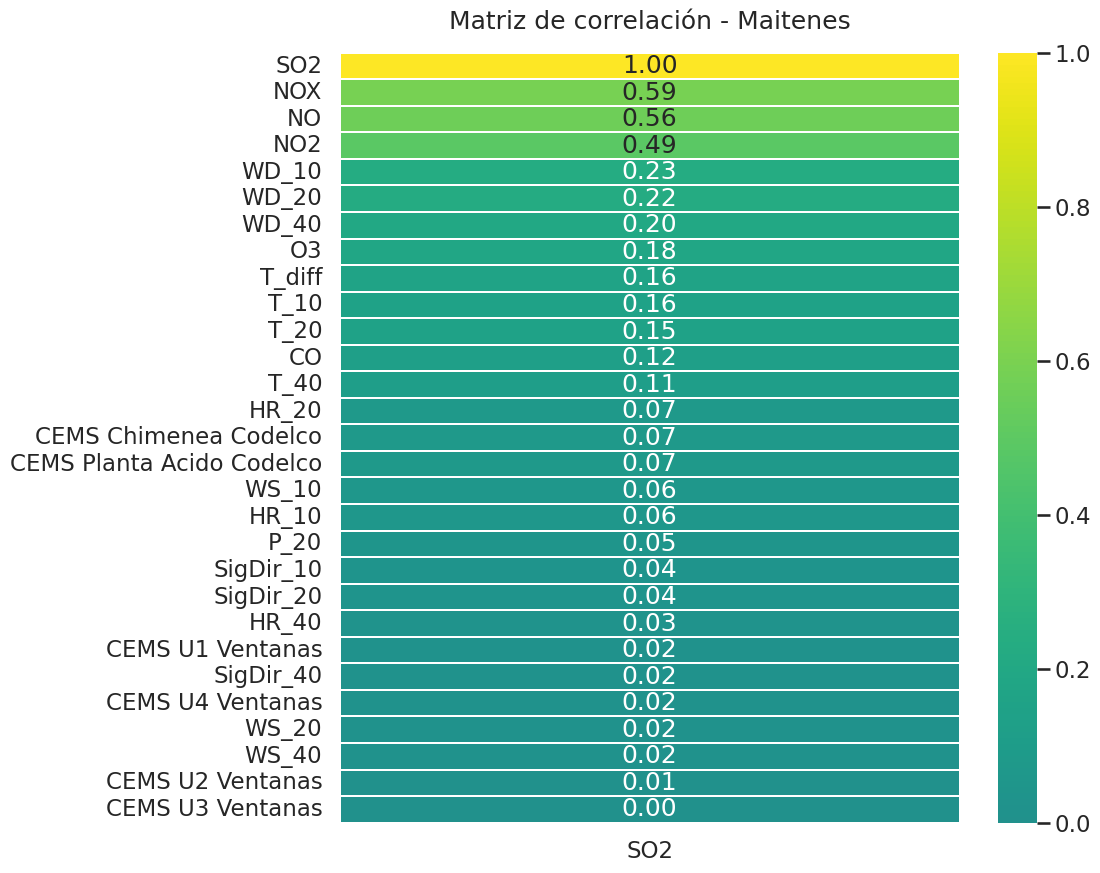 Matriz de correlación - Maitenes
SO2 1.00
NOX 0.59
NO 0.56
NO2 0.49
WD_10 0.23
WD_20 0.22
WD_40 0.20
O3 0.18
T_diff 0.16
T_10 0.16
T_20 0.15
CO 0.12
T_40 0.11
HR_20 0.07
CEMS Chimenea Codelco 0.07
CEMS Planta Acido Codelco 0.07
WS_10 0.06
HR_10 0.06
P_20 0.05
SigDir_10 0.04
SigDir_20 0.04
HR_40 0.03
CEMS U1 Ventanas 0.02
SigDir_40 0.02
CEMS U4 Ventanas 0.02
WS_20 0.02
WS_40 0.02
CEMS U2 Ventanas 0.01
CEMS U3 Ventanas 0.00
SO2
1.0
0.8
0.6
0.4
0.2
0.0